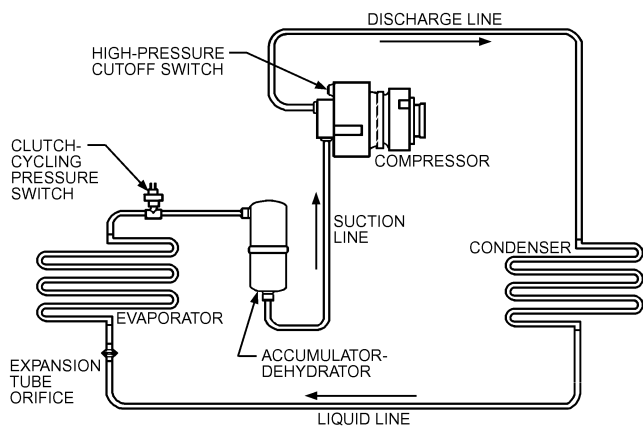 DISCHARGE LINE
HIGH-PRESSURE
CUTOFF SWITCH
CLUTCH-
CYCLING
PRESSURE
SWITCH
COMPRESSOR
SUCTION
LINE
CONDENSER
EVAPORATOR
EXPANSION
TUBE
ORIFICE
ACCUMULATOR-
DEHYDRATOR
LIQUID LINE